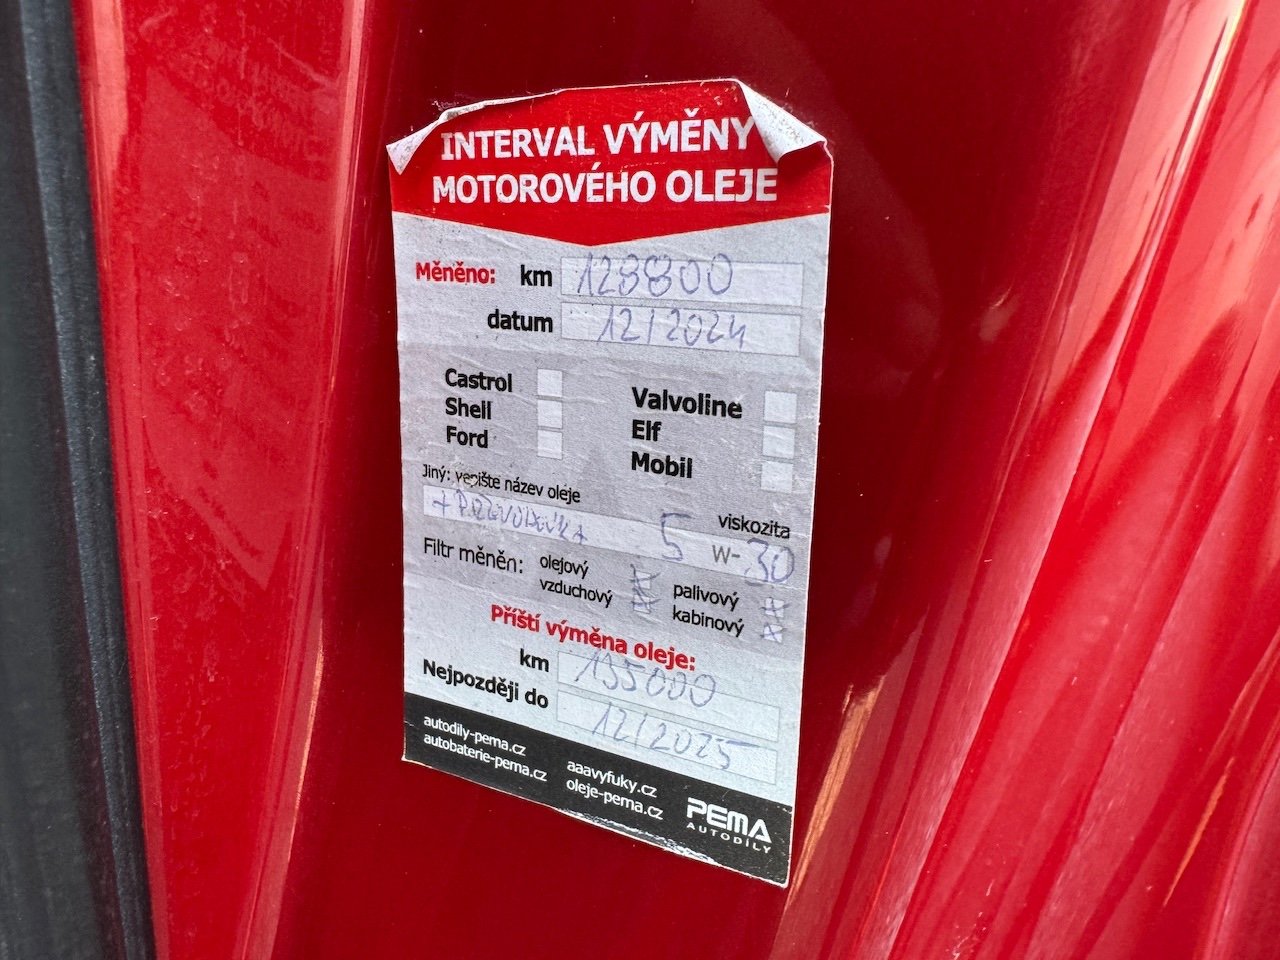 INTERVAL VÝMĚNY
MOTOROVÉHO OLEJE
Měněno: km 128800
datum 12/2024
Castrol
Shell
Ford
Valvoline
Elf
Mobil
Jiný: vepište název oleje
viskozita
+ PŘEVODOVKA 5 W- 30
Filtr měněn: olejový
vzduchový
palivový
kabinový
Příští výměna oleje:
km 135000
Nejpozději do 12/2025
autodily-pema.cz
autobaterie-pema.cz
aaavyfuky.cz
oleje-pema.cz
PEMA
AUTODÍLY